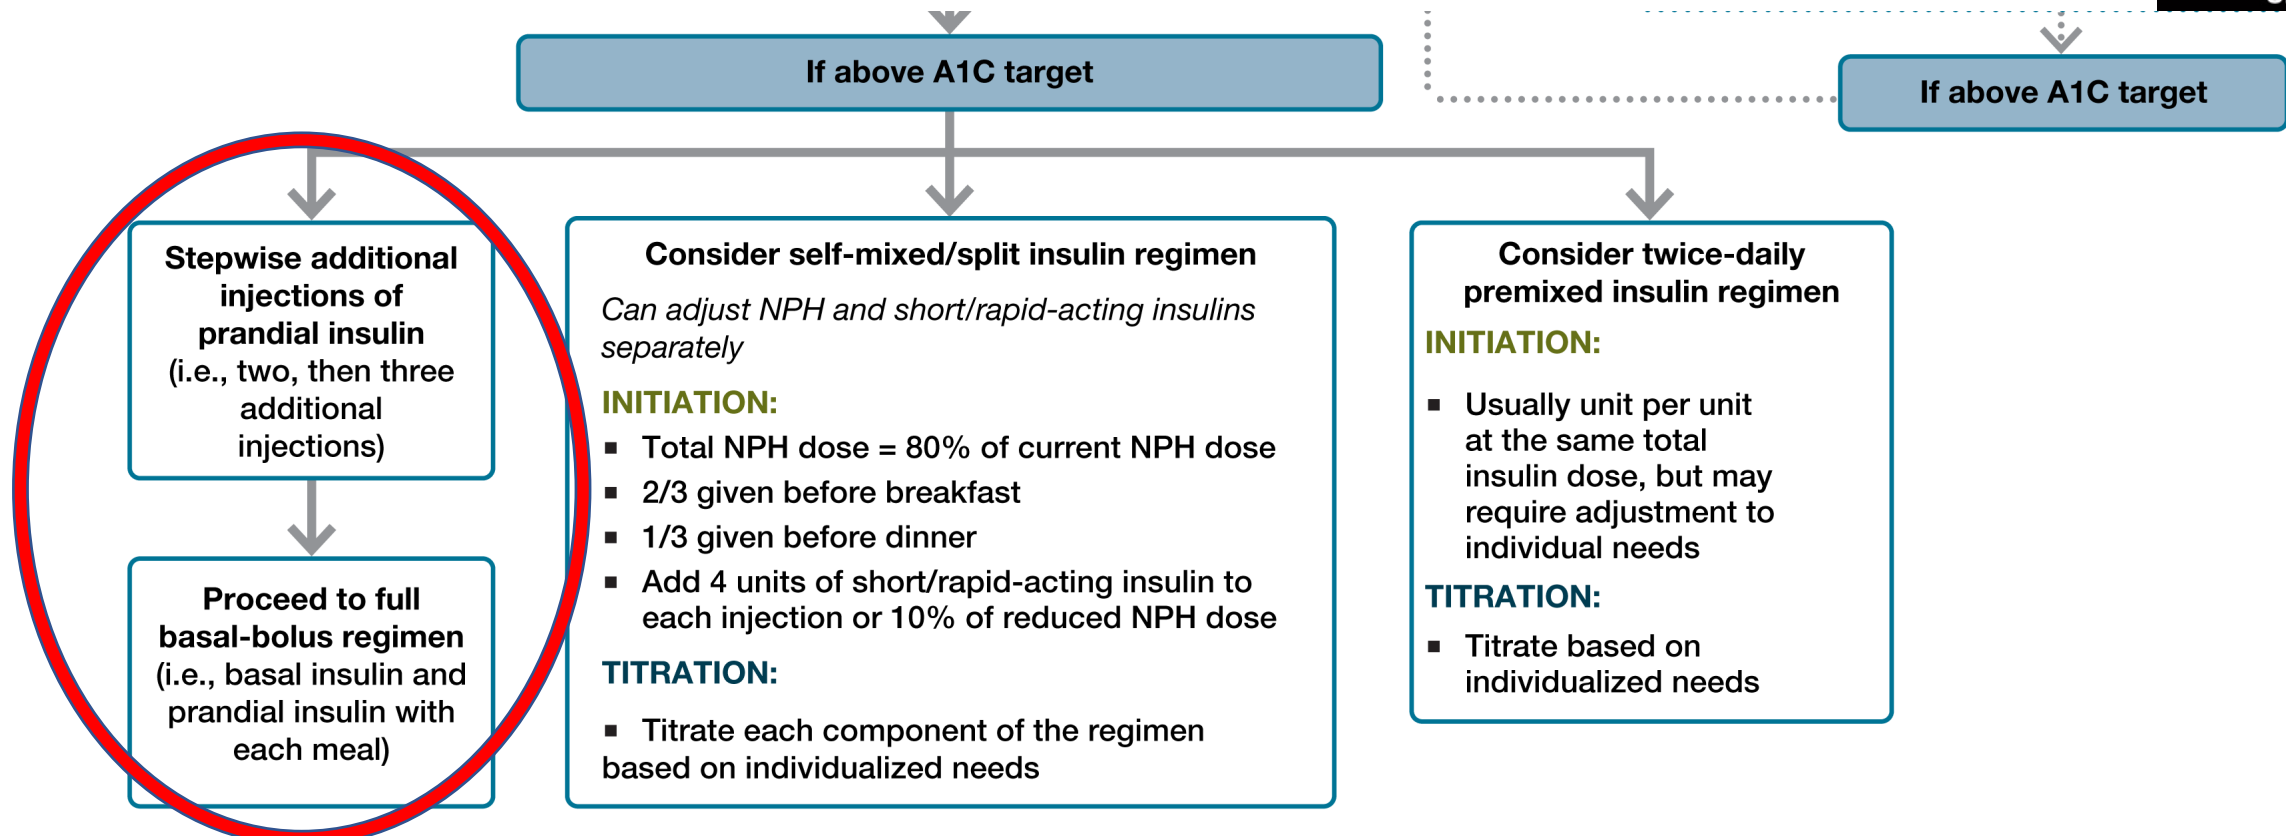 If above A1C target
If above A1C target
Stepwise additional
injections of
prandial insulin
(i.e., two, then three
additional
injections)
Proceed to full
basal-bolus regimen
(i.e., basal insulin and
prandial insulin with
each meal)
Consider self-mixed/split insulin regimen
Can adjust NPH and short/rapid-acting insulins
separately
INITIATION:
▪ Total NPH dose = 80% of current NPH dose
▪ 2/3 given before breakfast
▪ 1/3 given before dinner
▪ Add 4 units of short/rapid-acting insulin to
each injection or 10% of reduced NPH dose
TITRATION:
▪ Titrate each component of the regimen
based on individualized needs
Consider twice-daily
premixed insulin regimen
INITIATION:
▪ Usually unit per unit
at the same total
insulin dose, but may
require adjustment to
individual needs
TITRATION:
▪ Titrate based on
individualized needs